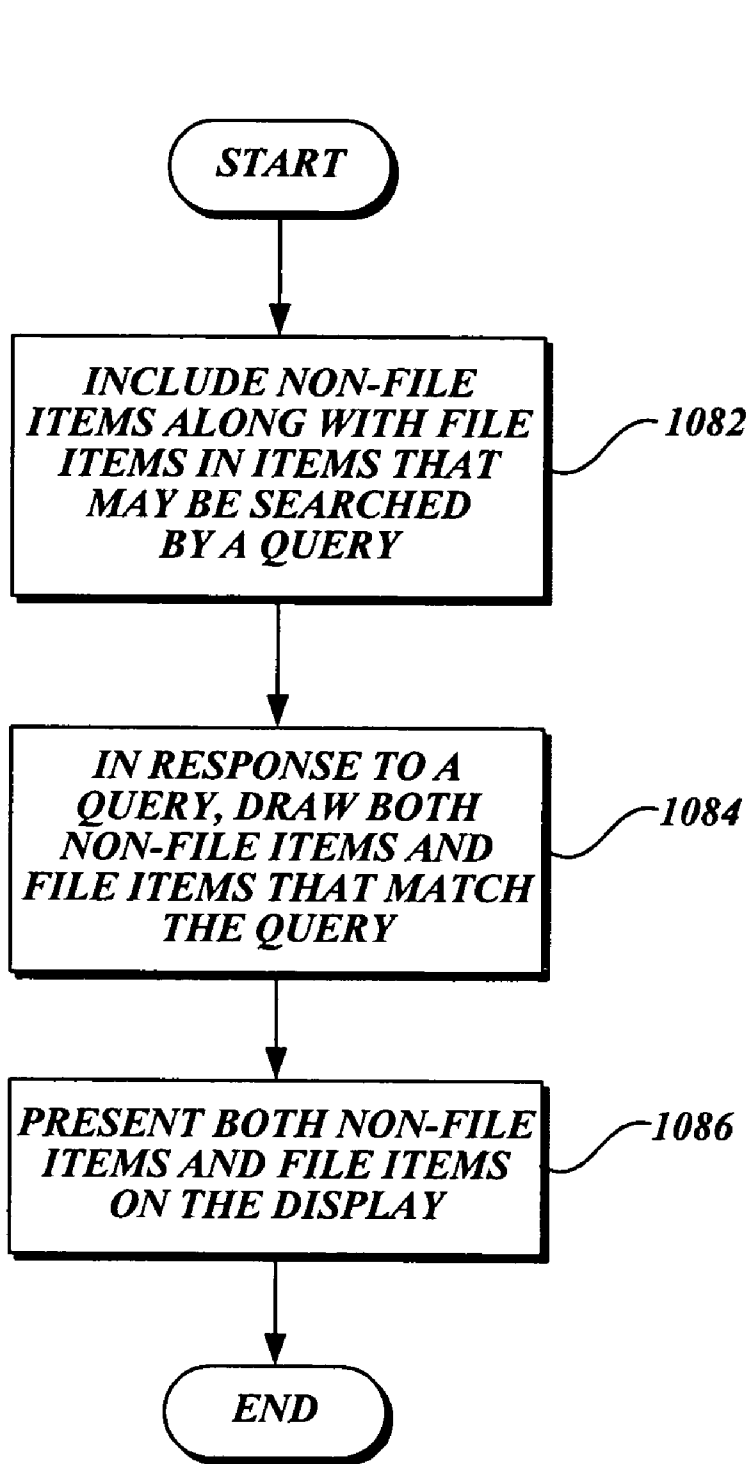 START
INCLUDE NON-FILE
ITEMS ALONG WITH FILE
ITEMS IN ITEMS THAT
MAY BE SEARCHED
BY A QUERY
1082
IN RESPONSE TO A
QUERY, DRAW BOTH
NON-FILE ITEMS AND
FILE ITEMS THAT MATCH
THE QUERY
1084
PRESENT BOTH NON-FILE
ITEMS AND FILE ITEMS
ON THE DISPLAY
1086
END